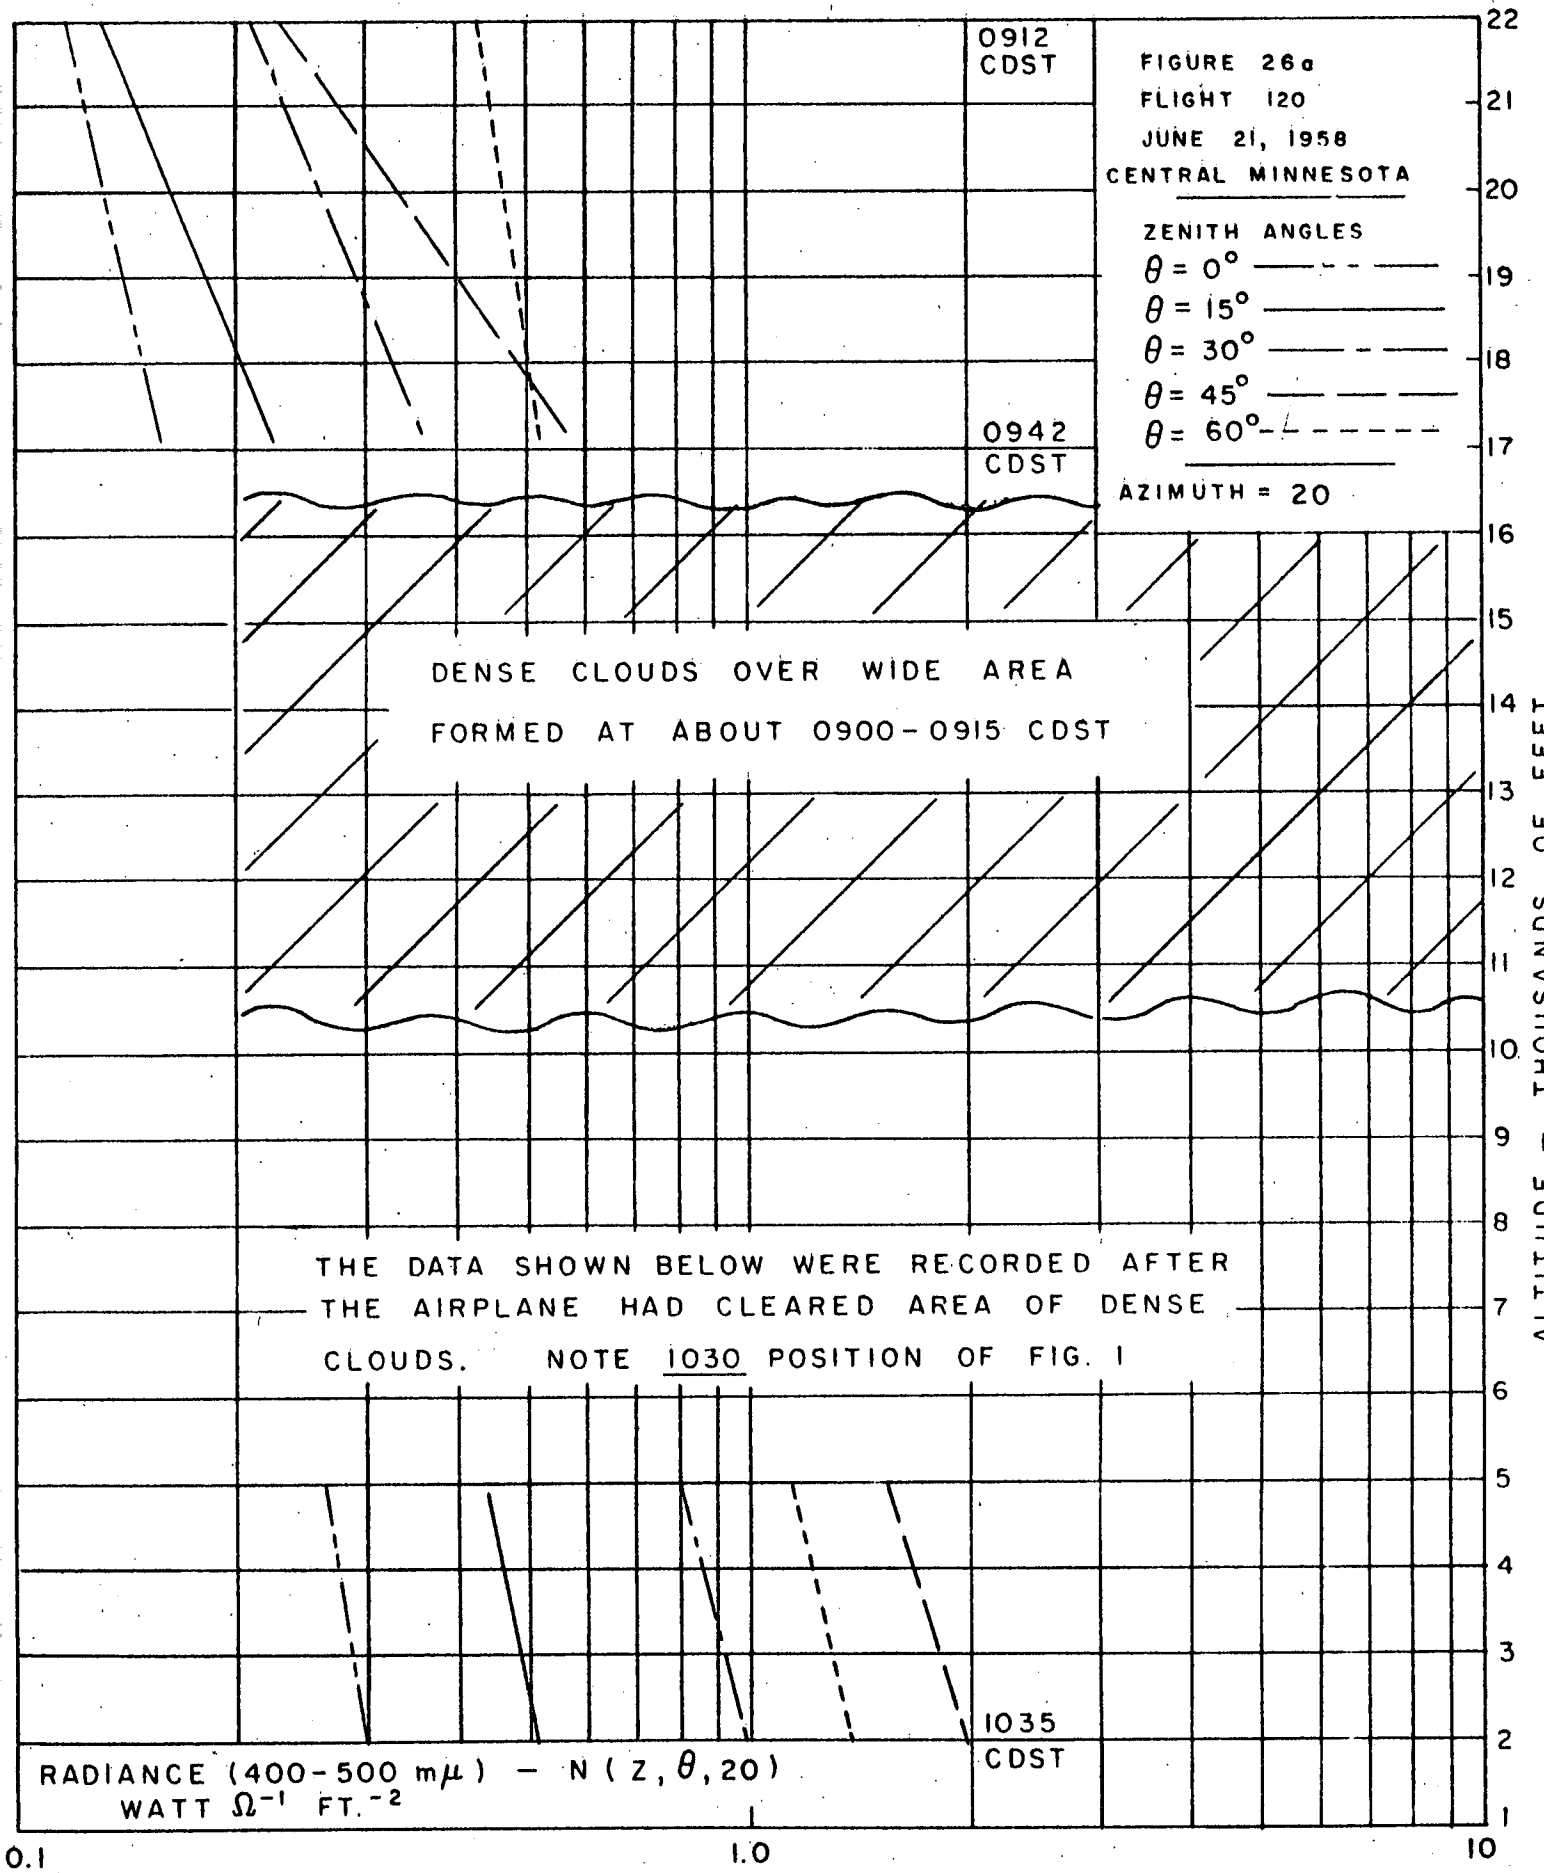 0912
CDST
FIGURE 26a
FLIGHT 120
JUNE 21, 1958
CENTRAL MINNESOTA
ZENITH ANGLES
θ = 0°
θ = 15°
θ = 30°
θ = 45°
θ = 60°
AZIMUTH = 20
0942
CDST
DENSE CLOUDS OVER WIDE AREA
FORMED AT ABOUT 0900-0915 CDST
THE DATA SHOWN BELOW WERE RECORDED AFTER
THE AIRPLANE HAD CLEARED AREA OF DENSE
CLOUDS. NOTE 1030 POSITION OF FIG. 1
1035
CDST
RADIANCE (400-500 mμ) - N (Z, θ, 20)
WATT Ω⁻¹ FT.⁻²
0.1
1.0
10
22
21
20
19
18
17
16
15
14
13
12
11
10
9
8
7
6
5
4
3
2
1
ALTITUDE - THOUSANDS OF FEET